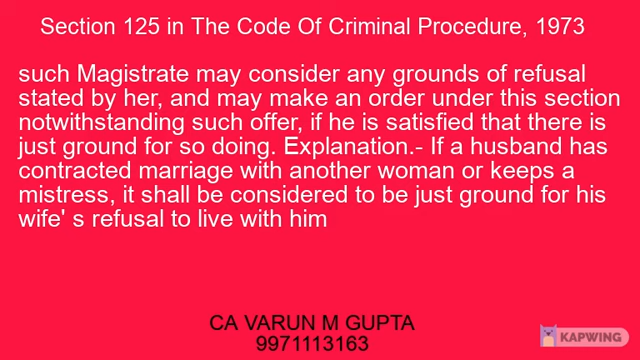 Section 125 in The Code Of Criminal Procedure, 1973
such Magistrate may consider any grounds of refusal
stated by her, and may make an order under this section
notwithstanding such offer, if he is satisfied that there is
just ground for so doing. Explanation.- If a husband has
contracted marriage with another woman or keeps a
mistress, it shall be considered to be just ground for his
wife' s refusal to live with him
CA VARUN M GUPTA
9971113163
KAPWING